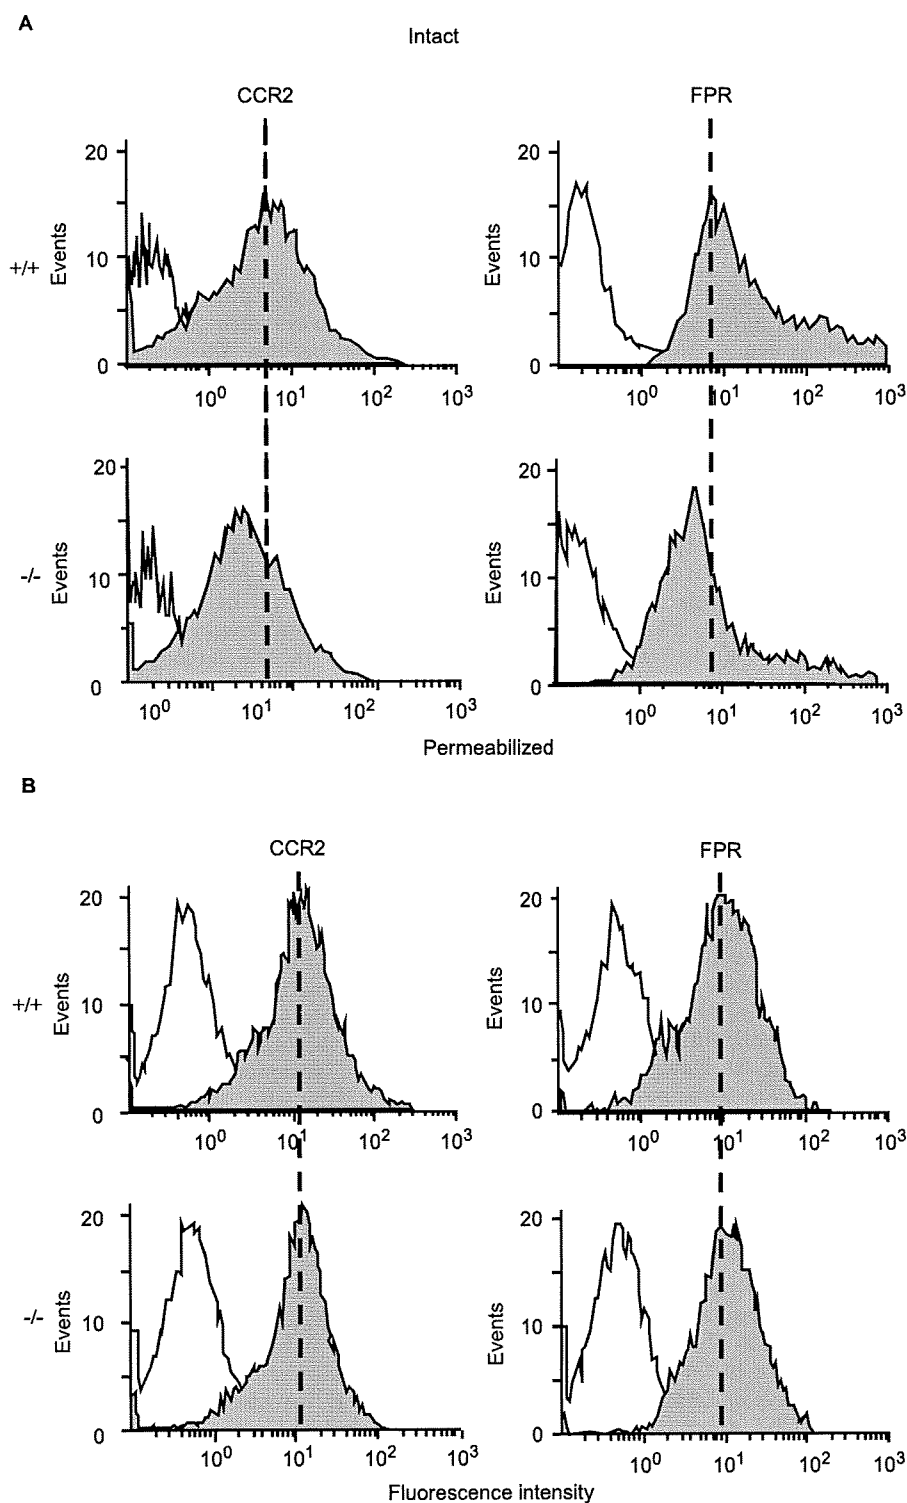 A
Intact
CCR2 FPR
20 20
Events Events
10 10
+/+
0 0
10⁰ 10¹ 10² 10³ 10⁰ 10¹ 10² 10³
20 20
Events Events
10 10
-/-
0 0
10⁰ 10¹ 10² 10³ 10⁰ 10¹ 10² 10³
Permeabilized
B
CCR2 FPR
20 20
Events Events
+/+ 10 10
0 0
10⁰ 10¹ 10² 10³ 10⁰ 10¹ 10² 10³
20 20
Events Events
-/- 10 10
0 0
10⁰ 10¹ 10² 10³ 10⁰ 10¹ 10² 10³
Fluorescence intensity